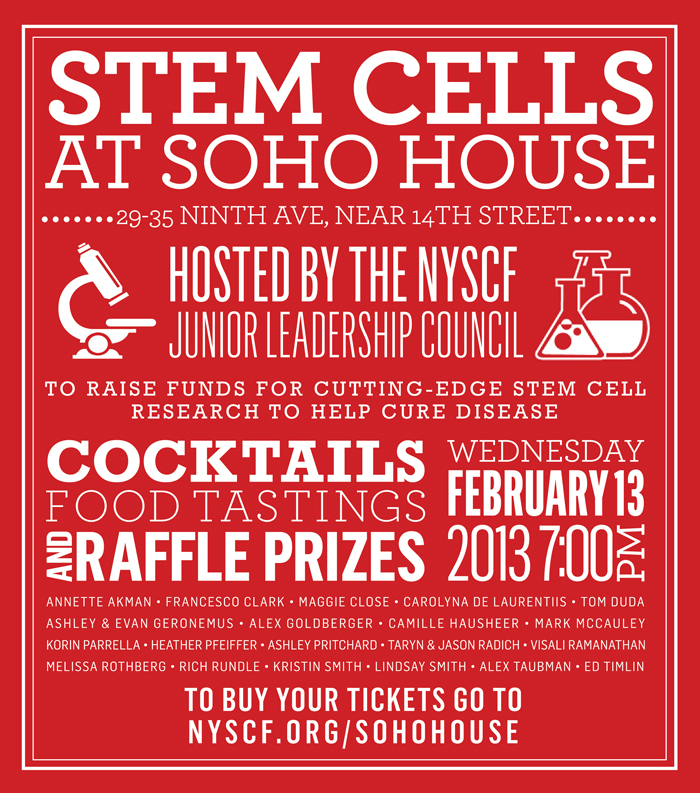 STEM CELLS
AT SOHO HOUSE
29-35 NINTH AVE, NEAR 14TH STREET
HOSTED BY THE NYSCF
JUNIOR LEADERSHIP COUNCIL
TO RAISE FUNDS FOR CUTTING-EDGE STEM CELL
RESEARCH TO HELP CURE DISEASE
COCKTAILS
FOOD TASTINGS
AND RAFFLE PRIZES
WEDNESDAY
FEBRUARY 13
2013 7:00 PM
ANNETTE AKMAN • FRANCESCO CLARK • MAGGIE CLOSE • CAROLYNA DE LAURENTIIS • TOM DUDA
ASHLEY & EVAN GERONEMUS • ALEX GOLDBERGER • CAMILLE HAUSHEER • MARK MCCAULEY
KORIN PARRELLA • HEATHER PFEIFFER • ASHLEY PRITCHARD • TARYN & JASON RADICH • VISALI RAMANATHAN
MELISSA ROTHBERG • RICH RUNDLE • KRISTIN SMITH • LINDSAY SMITH • ALEX TAUBMAN • ED TIMLIN
TO BUY YOUR TICKETS GO TO
NYSCF.ORG/SOHOHOUSE